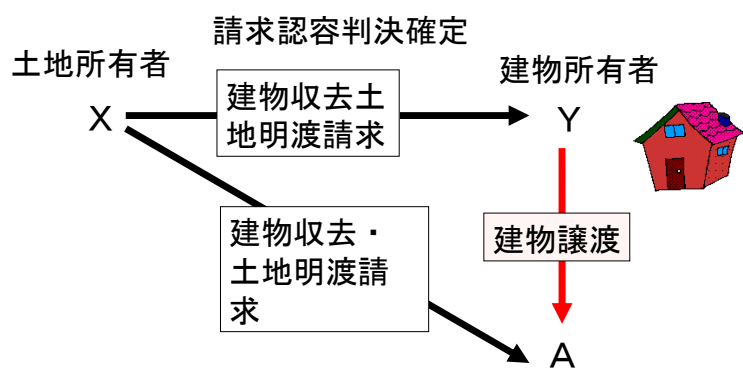 請求認容判決確定
土地所有者
建物所有者
建物収去土
地明渡請求
X
Y
建物収去・
土地明渡請
求
建物譲渡
A